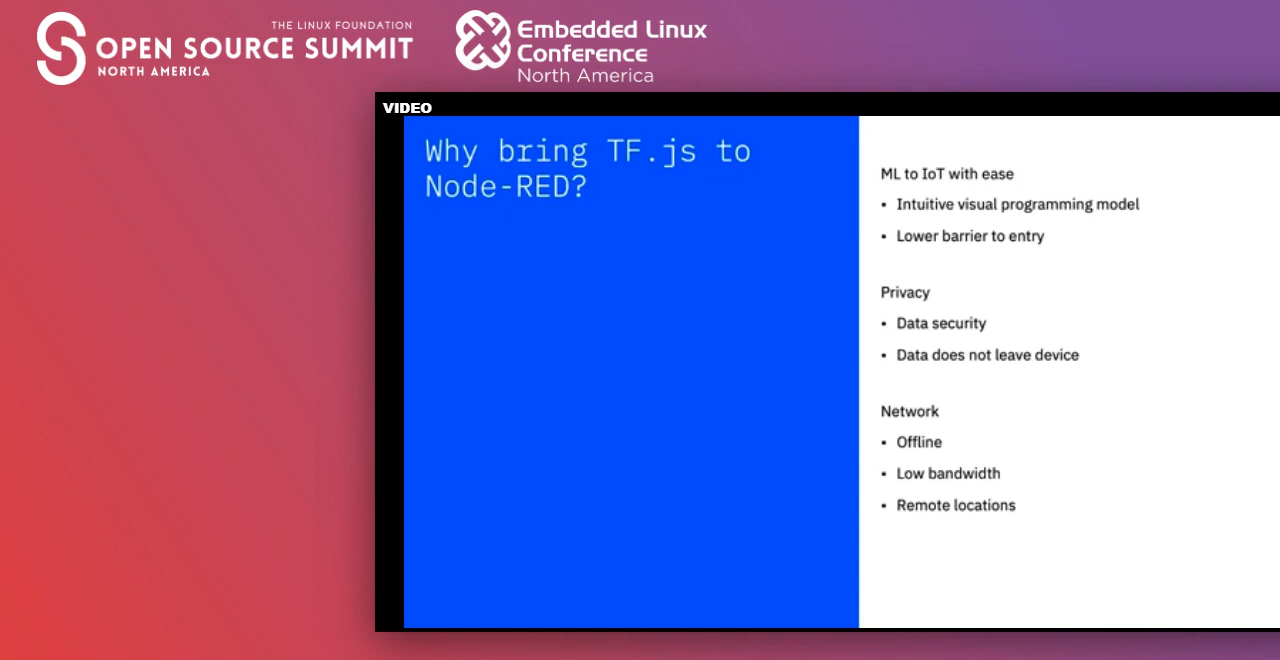 THE LINUX FOUNDATION
OPEN SOURCE SUMMIT
NORTH AMERICA
Embedded Linux
Conference
North America
VIDEO
Why bring TF.js to
Node-RED?
ML to IoT with ease
• Intuitive visual programming model
• Lower barrier to entry
Privacy
• Data security
• Data does not leave device
Network
• Offline
• Low bandwidth
• Remote locations